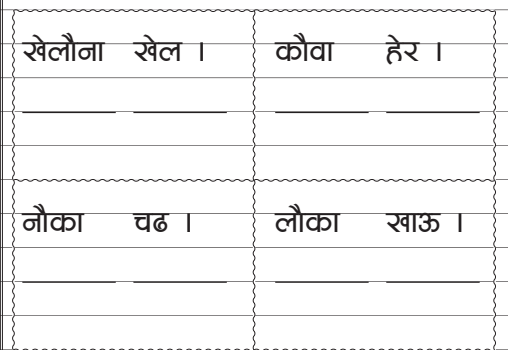 खेलौना खेल ।
कौवा हेर ।
नौका चढ ।
लौका खाऊ ।